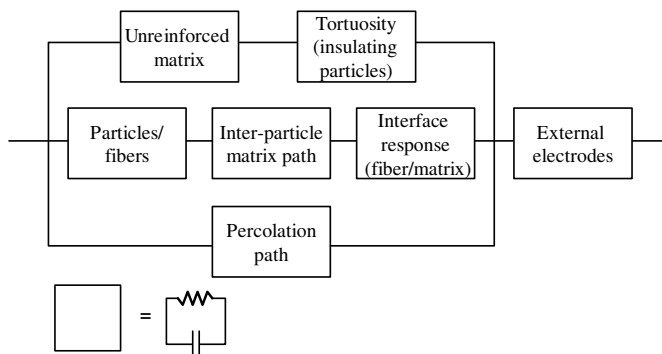 Unreinforced
matrix
Tortuosity
(insulating
particles)
Particles/
fibers
Inter-particle
matrix path
Interface
response
(fiber/matrix)
External
electrodes
Percolation
path
=